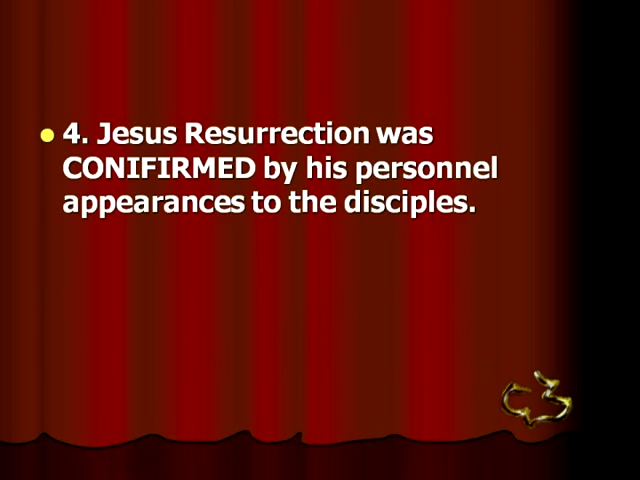 4. Jesus Resurrection was
CONIFIRMED by his personnel
appearances to the disciples.